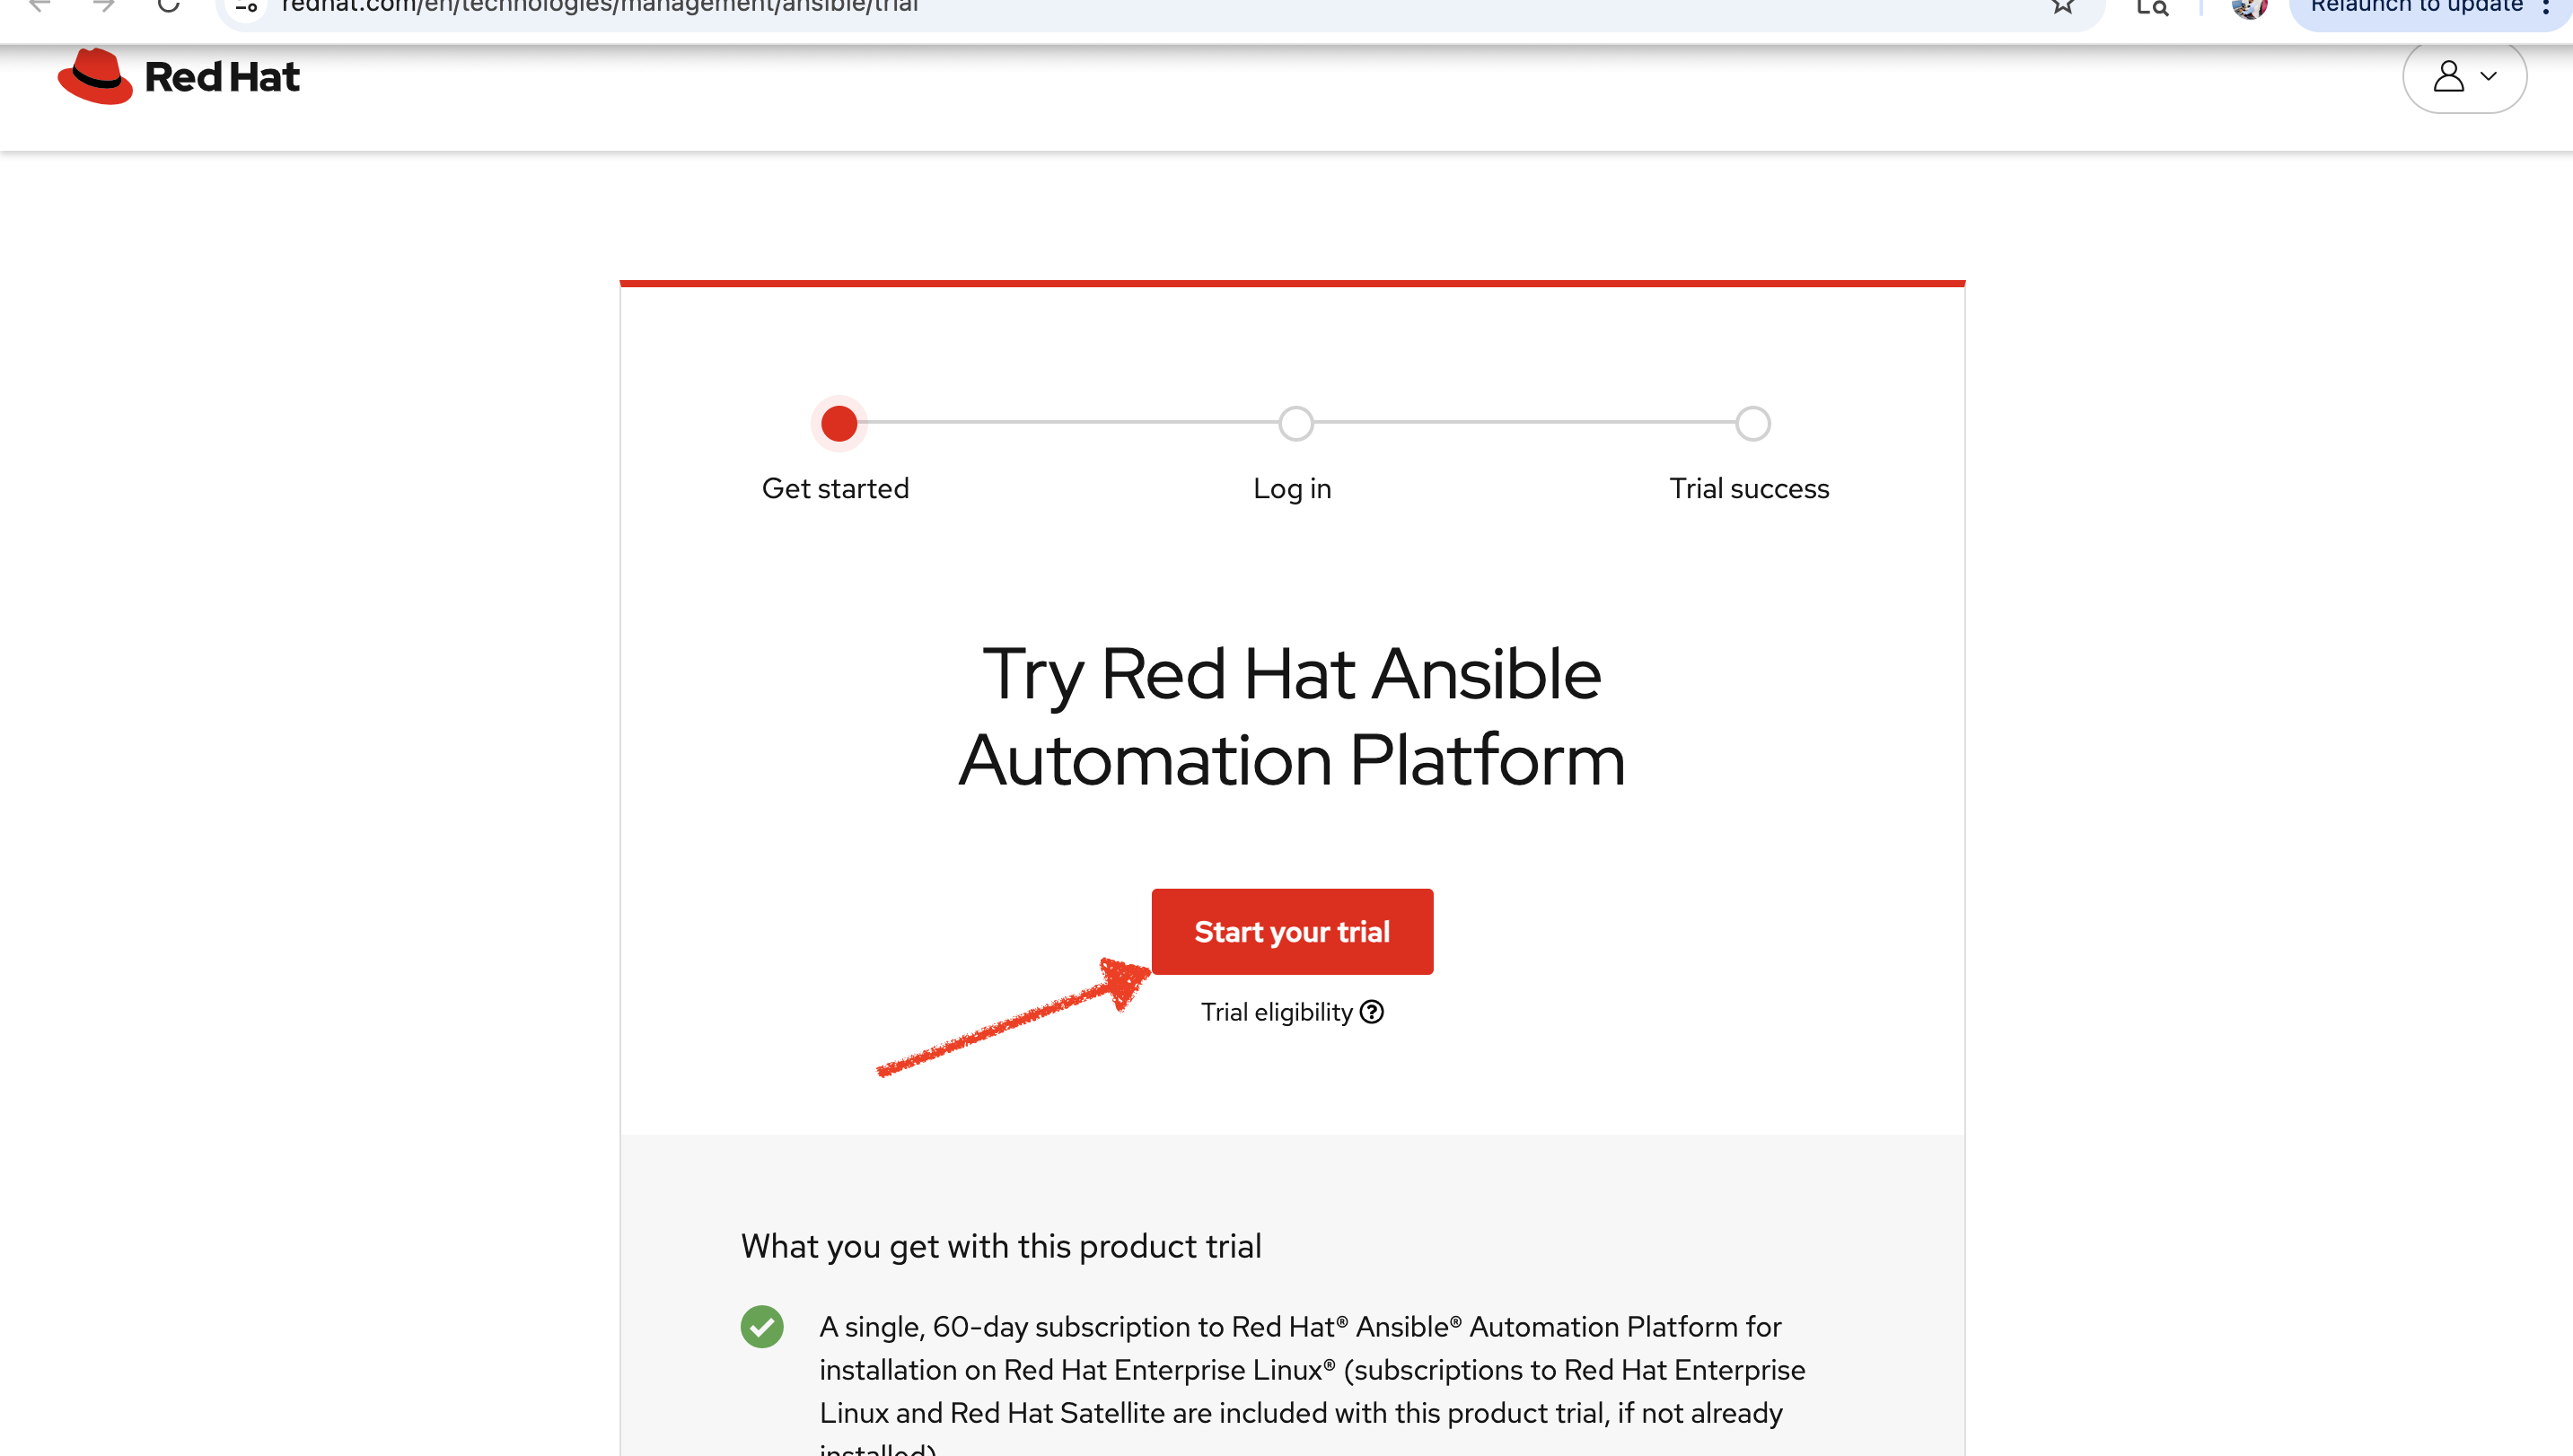 redhat.com/en/technologies/management/ansible/trial
Relaunch to update
Red Hat
Get started
Log in
Trial success
Try Red Hat Ansible
Automation Platform
Start your trial
Trial eligibility
What you get with this product trial
A single, 60-day subscription to Red Hat® Ansible® Automation Platform for
installation on Red Hat Enterprise Linux® (subscriptions to Red Hat Enterprise
Linux and Red Hat Satellite are included with this product trial, if not already
installed)